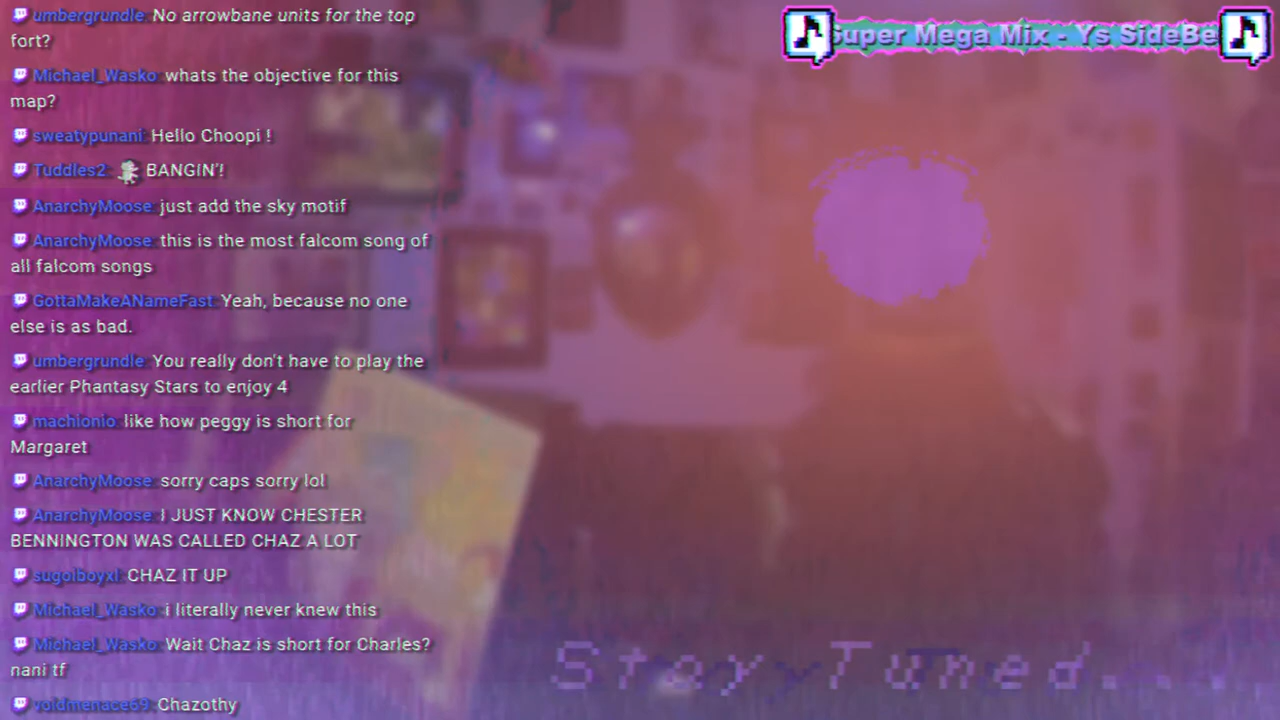 umbergrundle: No arrowbane units for the top
fort?
Michael_Wasko: whats the objective for this
map?
sweatypunani: Hello Choopi !
Tuddles2: BANGIN'!
AnarchyMoose: just add the sky motif
AnarchyMoose: this is the most falcom song of
all falcom songs
GottaMakeANameFast: Yeah, because no one
else is as bad.
umbergrundle: You really don't have to play the
earlier Phantasy Stars to enjoy 4
machionio: like how peggy is short for
Margaret
AnarchyMoose: sorry caps sorry lol
AnarchyMoose: I JUST KNOW CHESTER
BENNINGTON WAS CALLED CHAZ A LOT
sugoiboyxl: CHAZ IT UP
Michael_Wasko: i literally never knew this
Michael_Wasko: Wait Chaz is short for Charles?
nani tf
voidmenace69: Chazothy
Super Mega Mix - Ys SideBe
Stay Tuned...